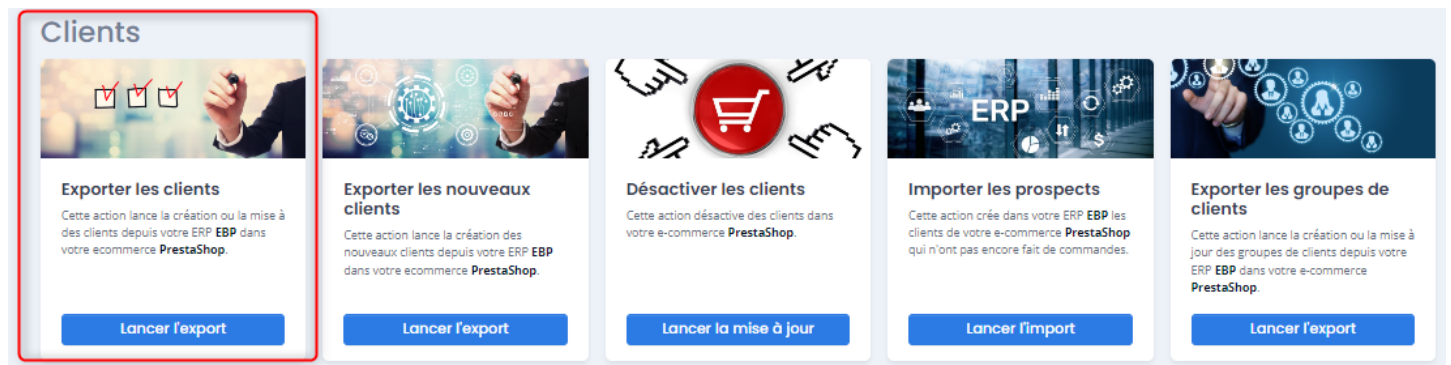 Clients
Exporter les clients
Cette action lance la création ou la mise à
des clients depuis votre ERP EBP dans
votre ecommerce PrestaShop.
Lancer l'export
Exporter les nouveaux
clients
Cette action lance la création des
nouveaux clients depuis votre ERP EBP
dans votre ecommerce PrestaShop.
Lancer l'export
Désactiver les clients
Cette action désactive des clients dans
votre e-commerce PrestaShop.
Lancer la mise à jour
ERP
Importer les prospects
Cette action crée dans votre ERP EBP les
clients de votre e-commerce PrestaShop
qui n'ont pas encore fait de commandes.
Lancer l'import
Exporter les groupes de
clients
Cette action lance la création ou la mise à
jour des groupes de clients depuis votre
ERP EBP dans votre e-commerce
PrestaShop.
Lancer l'export